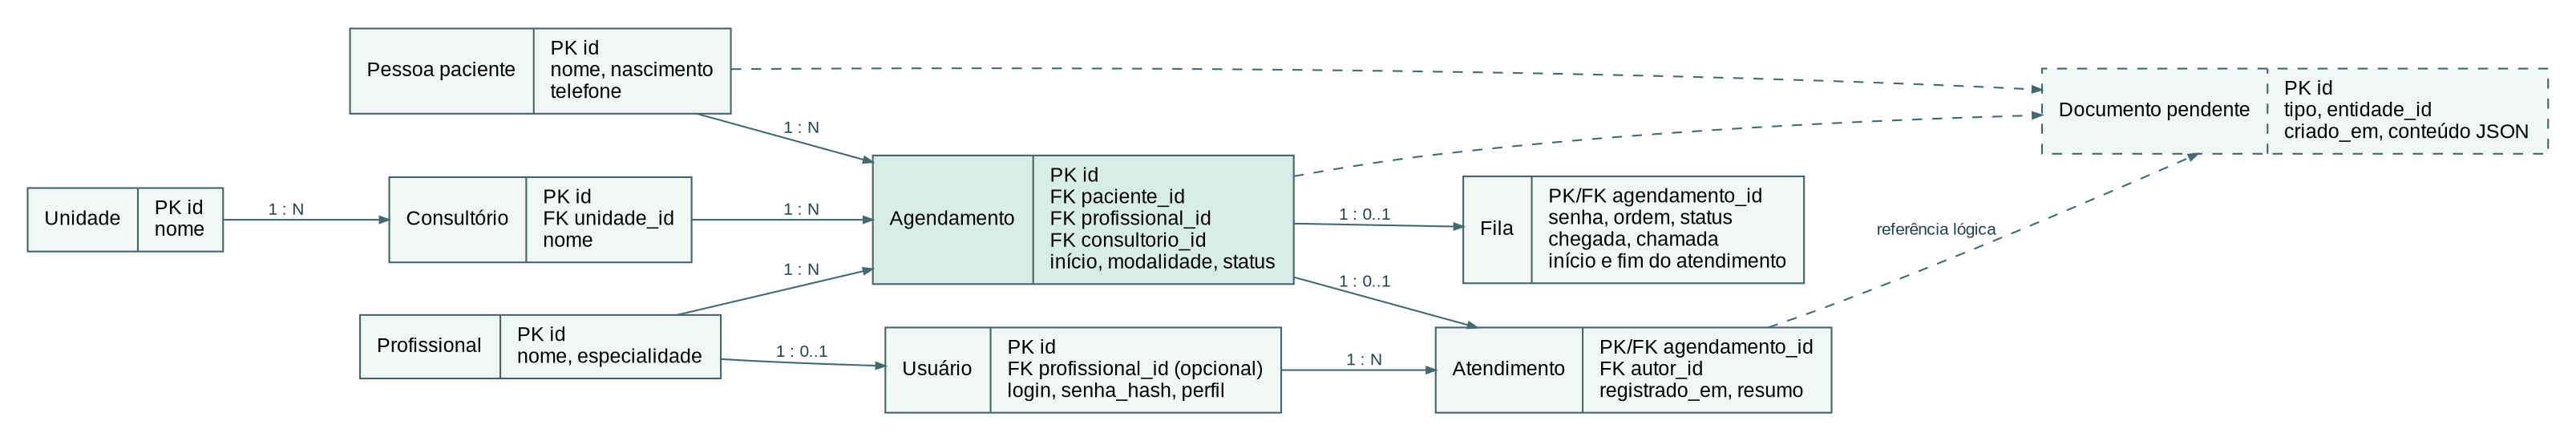 Pessoa paciente
PK id
nome, nascimento
telefone
Documento pendente
PK id
tipo, entidade_id
criado_em, conteúdo JSON
1 : N
Unidade
PK id
nome
1 : N
Consultório
PK id
FK unidade_id
nome
1 : N
Agendamento
PK id
FK paciente_id
FK profissional_id
FK consultorio_id
início, modalidade, status
1 : 0..1
Fila
PK/FK agendamento_id
senha, ordem, status
chegada, chamada
início e fim do atendimento
referência lógica
1 : N
1 : 0..1
Profissional
PK id
nome, especialidade
1 : 0..1
Usuário
PK id
FK profissional_id (opcional)
login, senha_hash, perfil
1 : N
Atendimento
PK/FK agendamento_id
FK autor_id
registrado_em, resumo